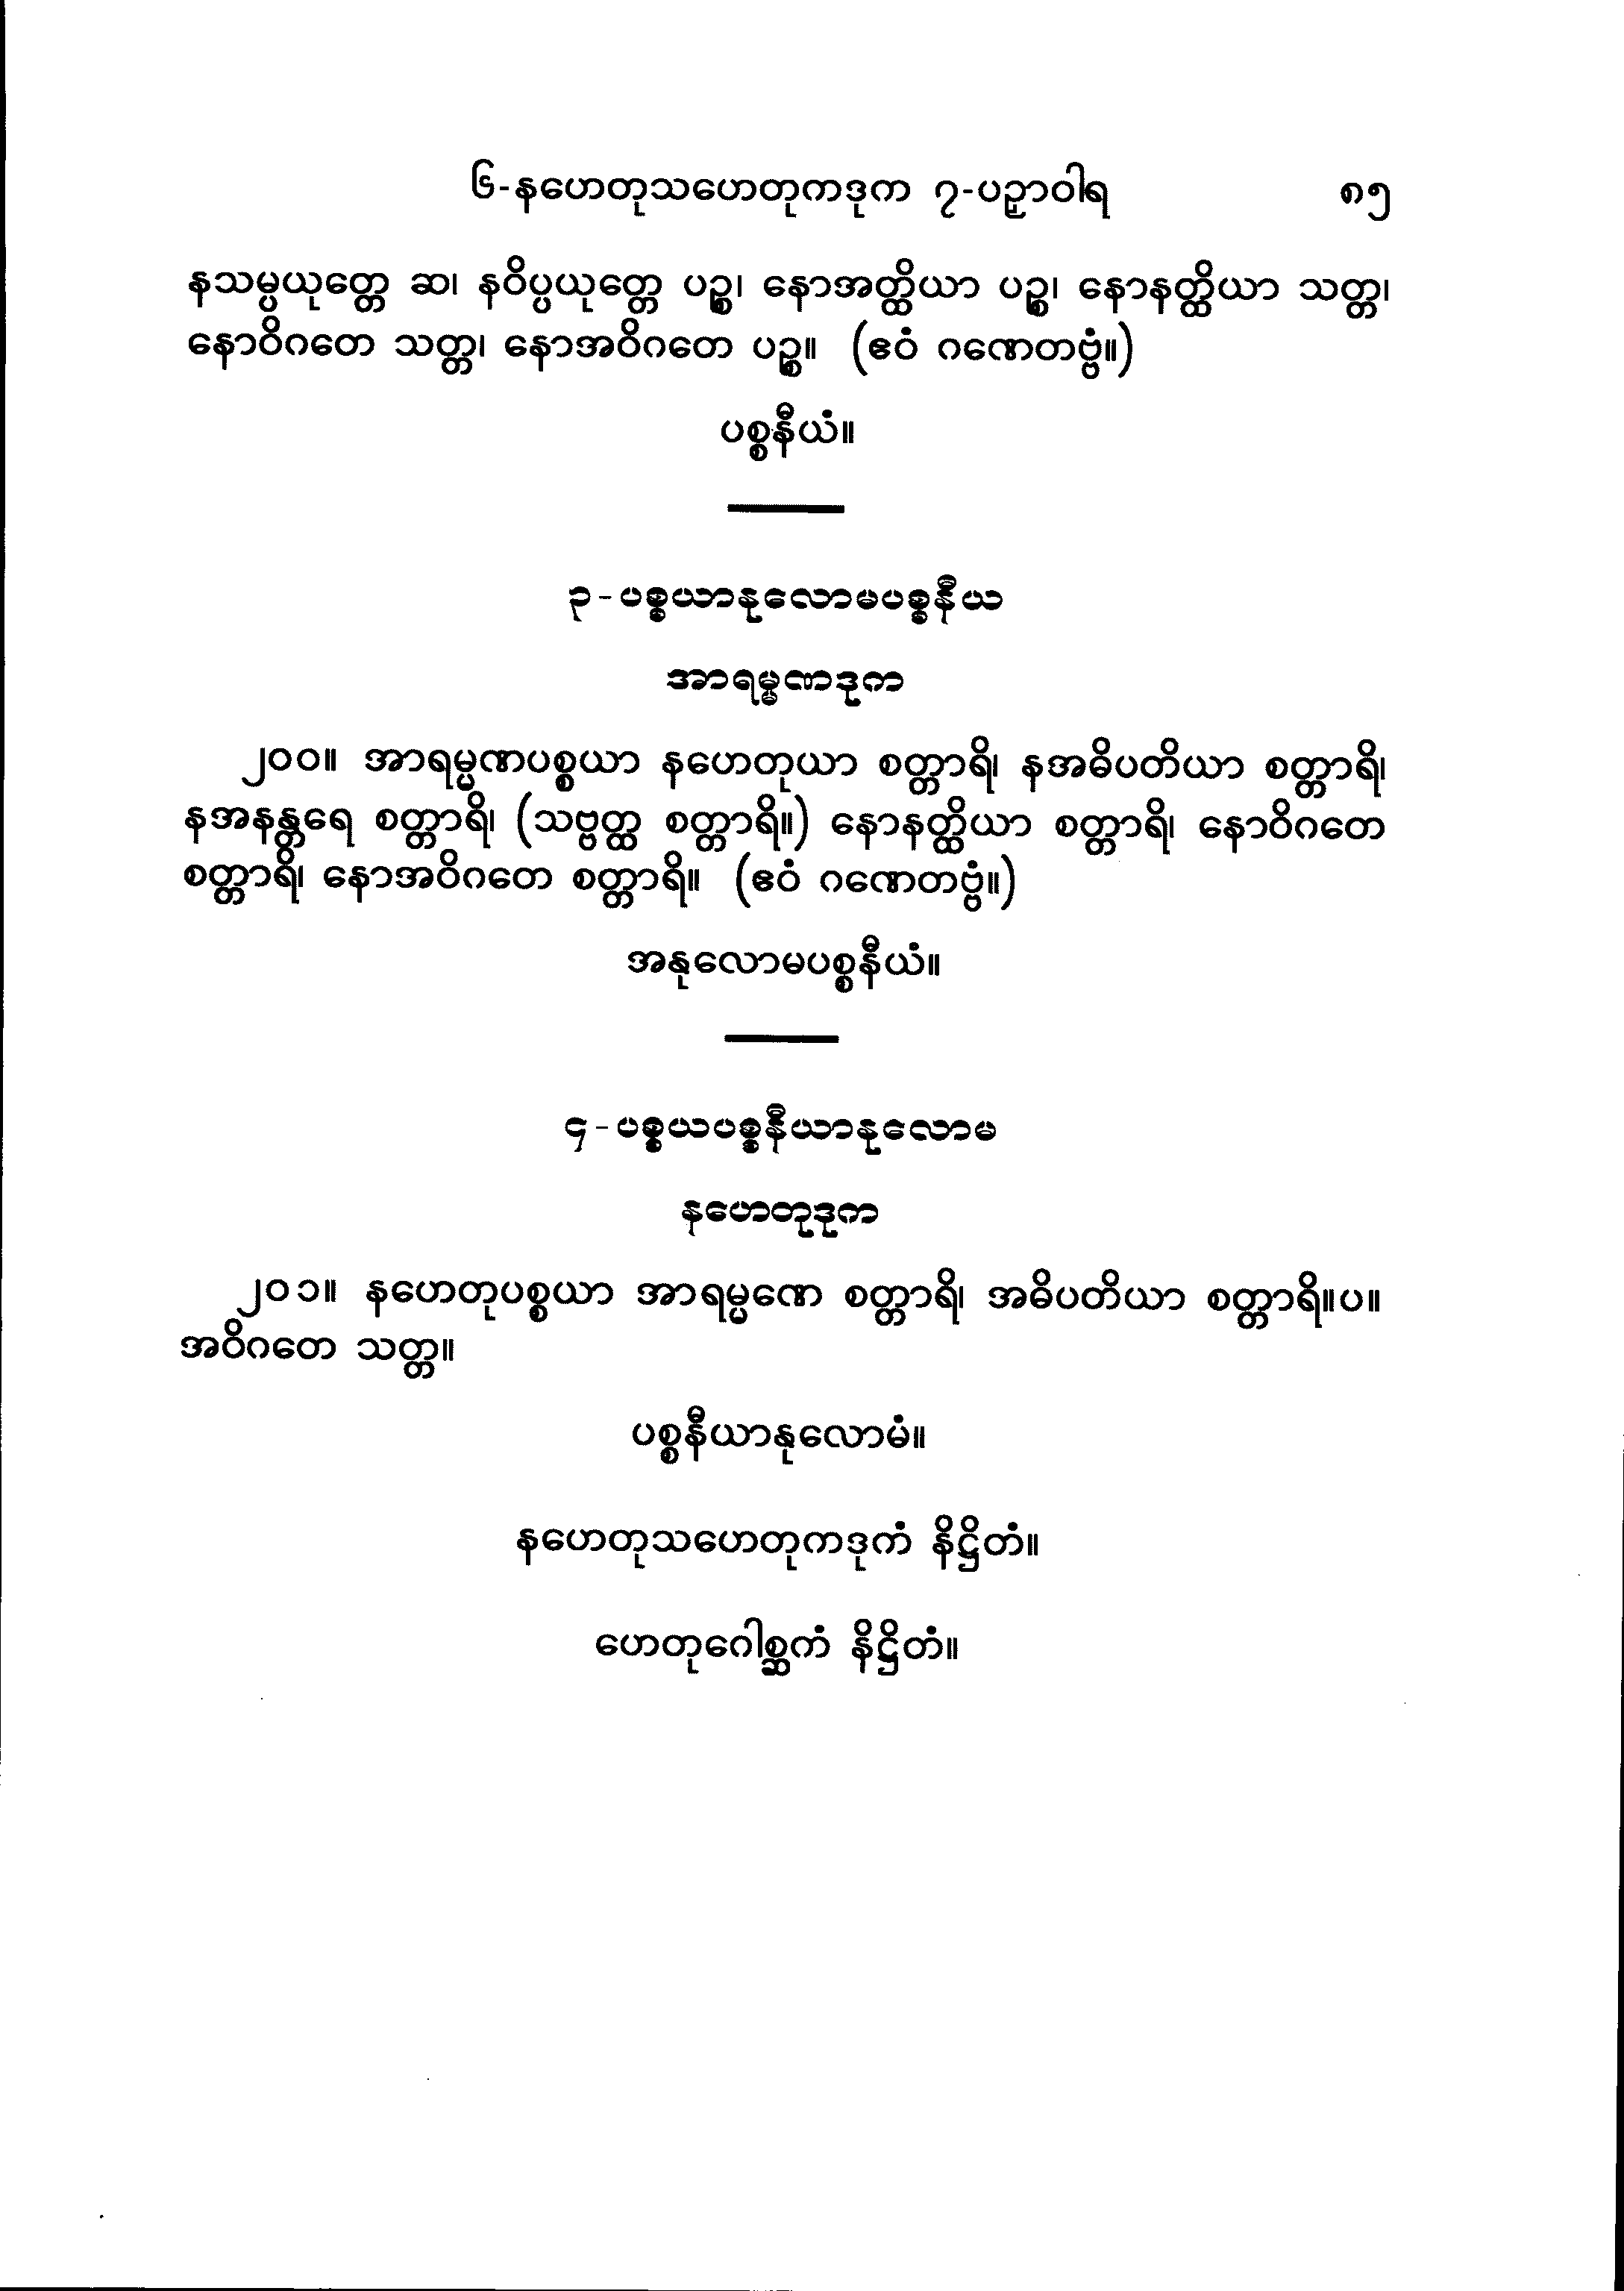 ၆-နဟေတုသဟေတုကဒုက ၇-ပဉှာဝါရ ၈၅
နသမ္ပယုတ္တေ ဆ၊ နဝိပ္ပယုတ္တေ ပဉ္စ၊ နောအတ္ထိယာ ပဉ္စ၊ နောနတ္ထိယာ သတ္တ၊
နောဝိဂတေ သတ္တ၊ နောအဝိဂတေ ပဉ္စ။ (ဧဝံ ဂဏေတဗ္ဗံ။)
ပစ္စနီယံ။
၃-ပစ္စယာနုလောမပစ္စနီယ
အာရမ္မဏဒုက
၂၀၀။ အာရမ္မဏပစ္စယာ နဟေတုယာ စတ္တာရိ၊ နအဓိပတိယာ စတ္တာရိ၊
နအနန္တရေ စတ္တာရိ၊ (သဗ္ဗတ္ထ စတ္တာရိ။) နောနတ္ထိယာ စတ္တာရိ၊ နောဝိဂတေ
စတ္တာရိ၊ နောအဝိဂတေ စတ္တာရိ။ (ဧဝံ ဂဏေတဗ္ဗံ။)
အနုလောမပစ္စနီယံ။
၄-ပစ္စယပစ္စနီယာနုလောမ
နဟေတုဒုက
၂၀၁။ နဟေတုပစ္စယာ အာရမ္မဏေ စတ္တာရိ၊ အဓိပတိယာ စတ္တာရိ။ပ။
အဝိဂတေ သတ္တ။
ပစ္စနီယာနုလောမံ။
နဟေတုသဟေတုကဒုကံ နိဋ္ဌိတံ။
ဟေတုဂေါစ္ဆကံ နိဋ္ဌိတံ။